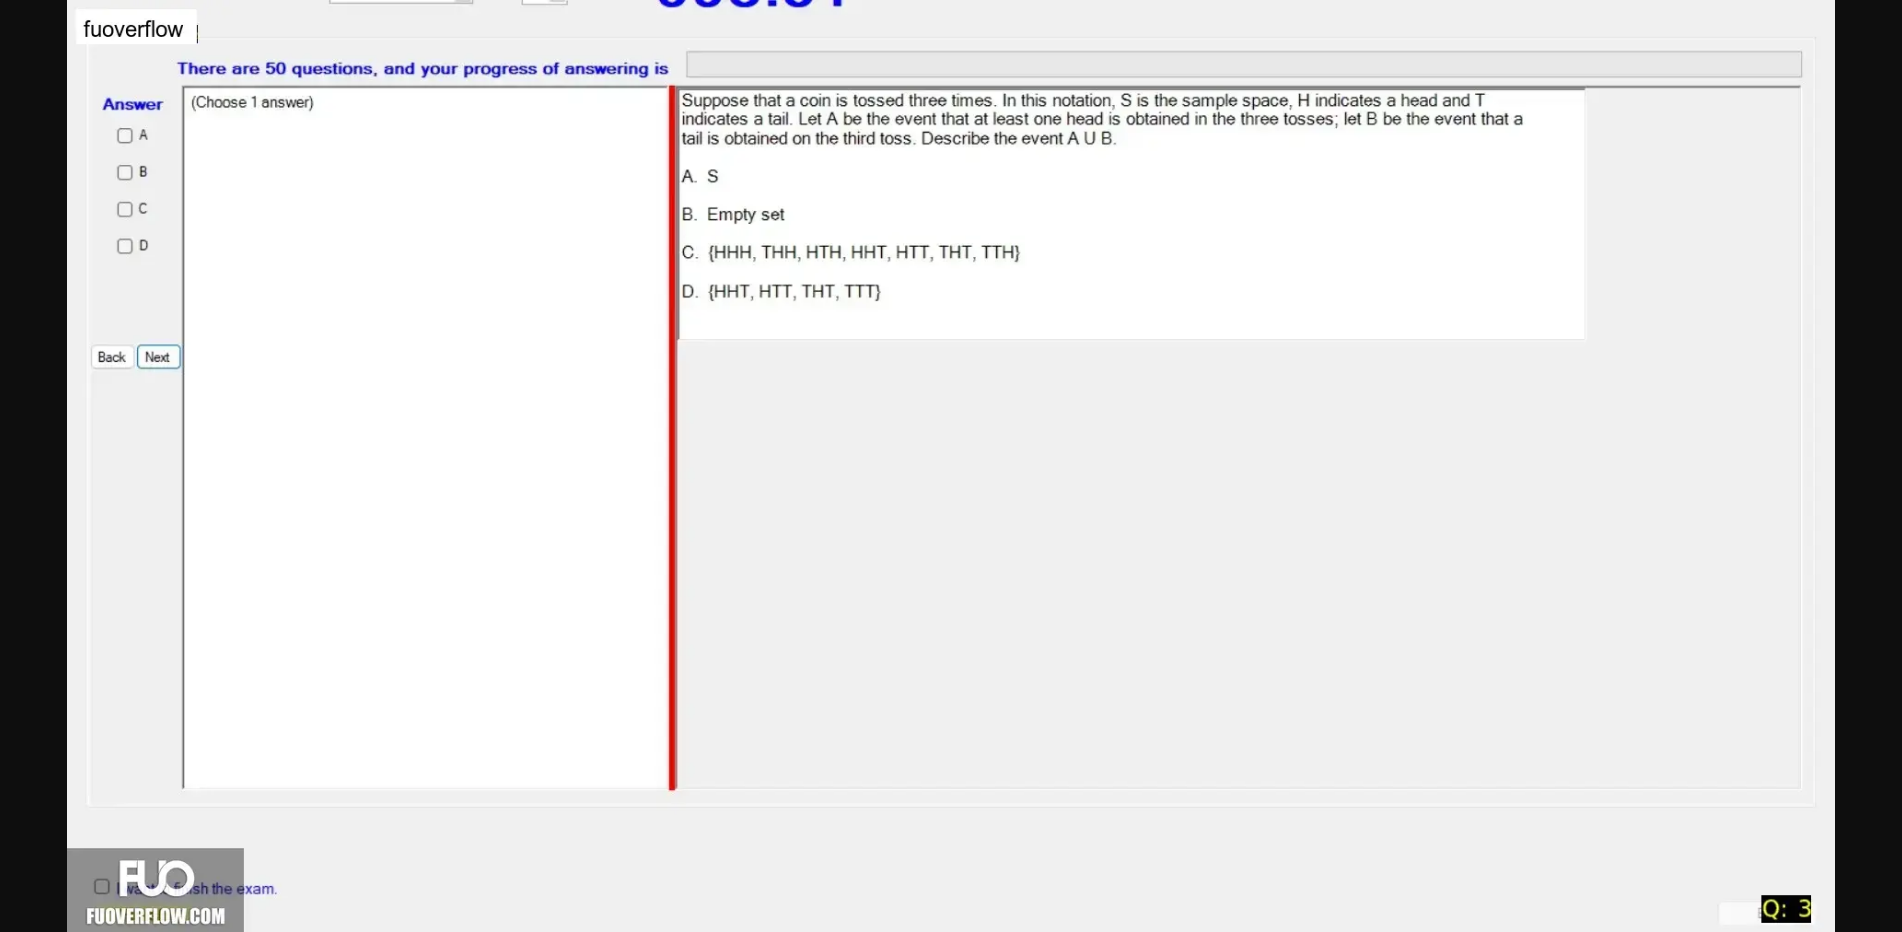 fuoverflow
There are 50 questions, and your progress of answering is
Answer
(Choose 1 answer)
A
B
C
D
Back
Next
Suppose that a coin is tossed three times. In this notation, S is the sample space, H indicates a head and T
indicates a tail. Let A be the event that at least one head is obtained in the three tosses; let B be the event that a
tail is obtained on the third toss. Describe the event A U B.
A. S
B. Empty set
C. {HHH, THH, HTH, HHT, HTT, THT, TTH}
D. {HHT, HTT, THT, TTT}
the exam.
FUO
FUOVERFLOW.COM
Q: 3